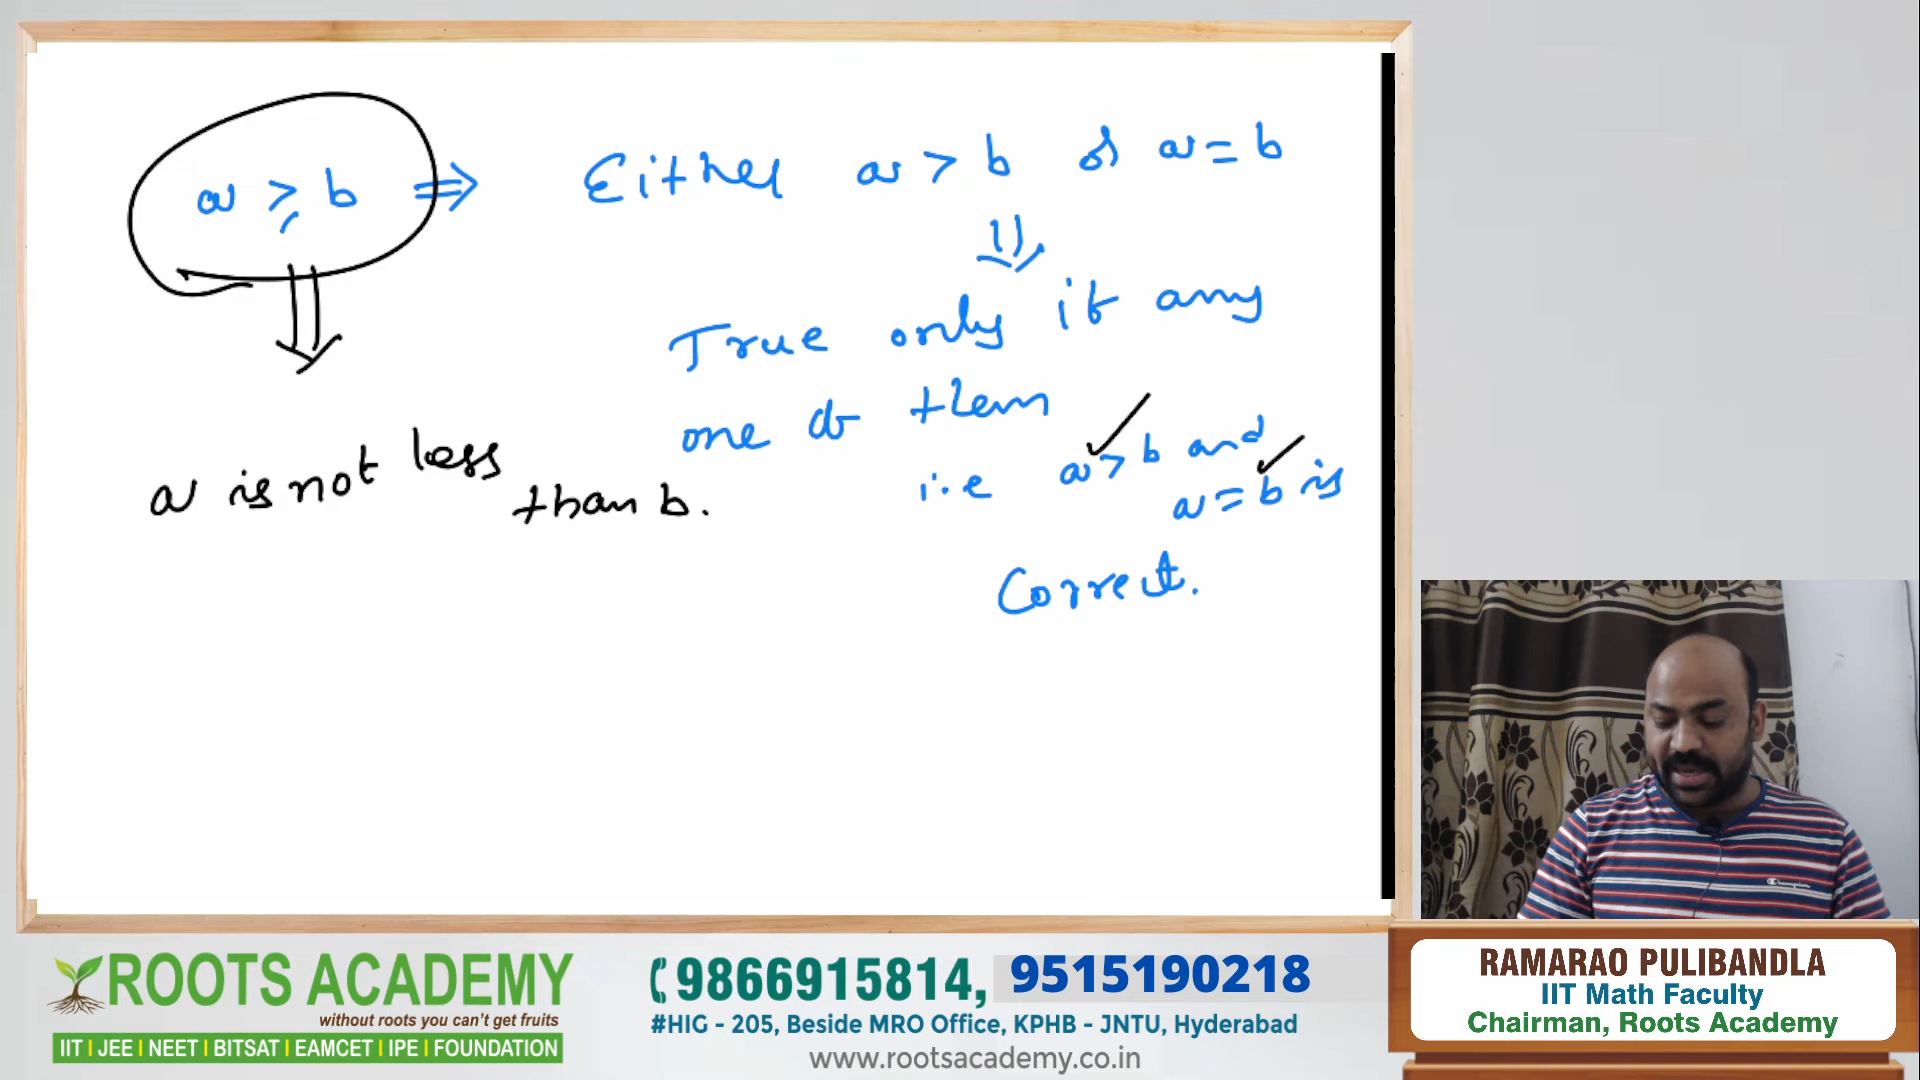 a ≥ b ⇒ Either a > b or a = b
⇓
True only if any
one of them
i.e a > b and
a = b is
Correct.
⇓
a is not less
than b.
ROOTS ACADEMY
without roots you can't get fruits
IIT | JEE | NEET | BITSAT | EAMCET | IPE | FOUNDATION
9866915814, 9515190218
#HIG - 205, Beside MRO Office, KPHB - JNTU, Hyderabad
www.rootsacademy.co.in
RAMARAO PULIBANDLA
IIT Math Faculty
Chairman, Roots Academy